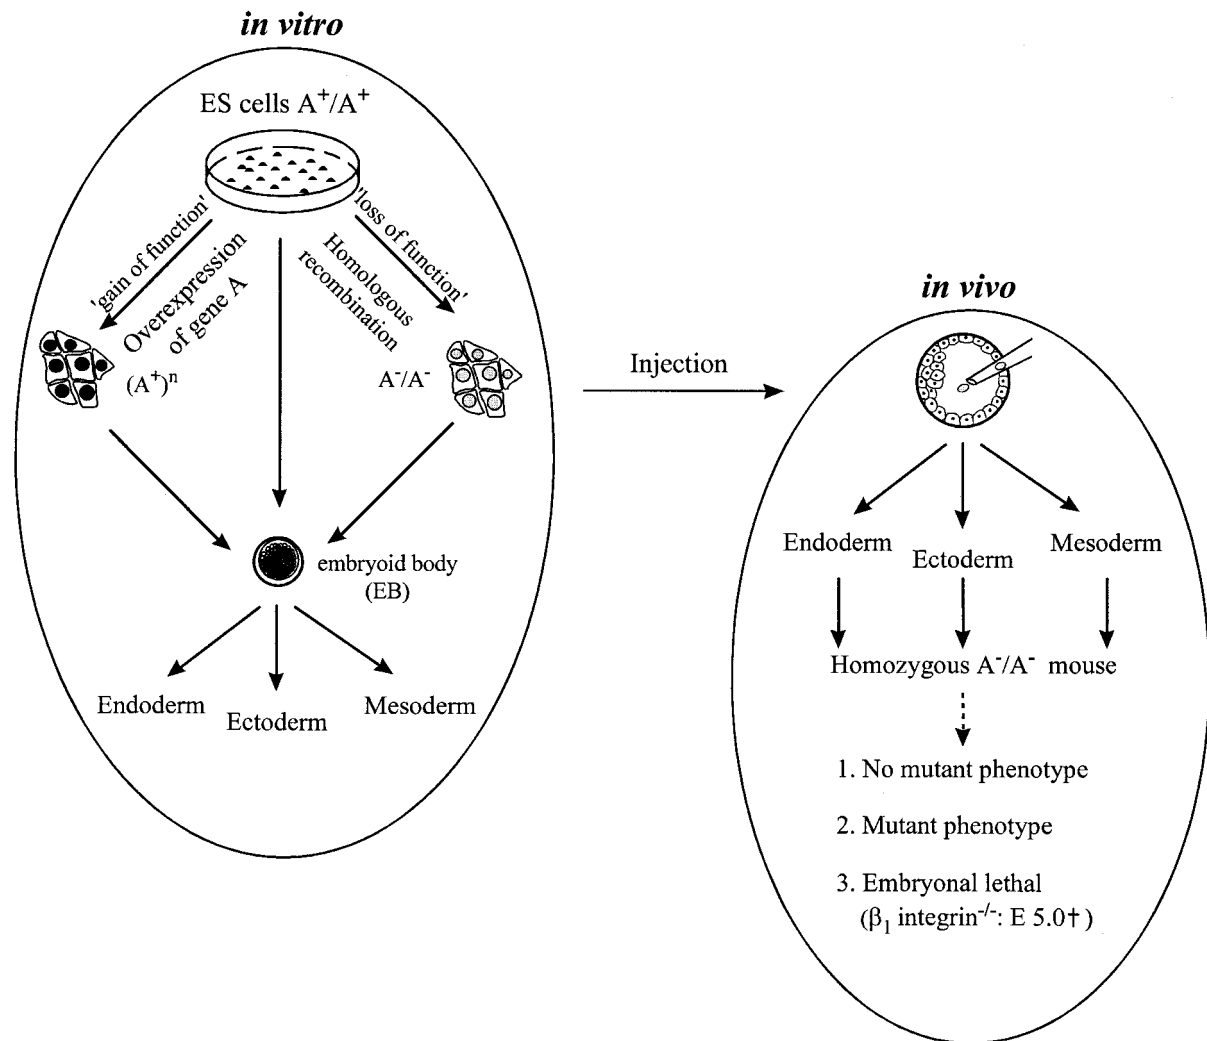 in vitro
ES cells A⁺/A⁺
'gain of function'
Overexpression
of gene A
'loss of function'
Homologous
recombination
(A⁺)ⁿ
A⁻/A⁻
embryoid body
(EB)
Endoderm
Ectoderm
Mesoderm
Injection
in vivo
Endoderm
Ectoderm
Mesoderm
Homozygous A⁻/A⁻ mouse
1. No mutant phenotype
2. Mutant phenotype
3. Embryonal lethal
(β₁ integrin⁻/⁻: E 5.0†)